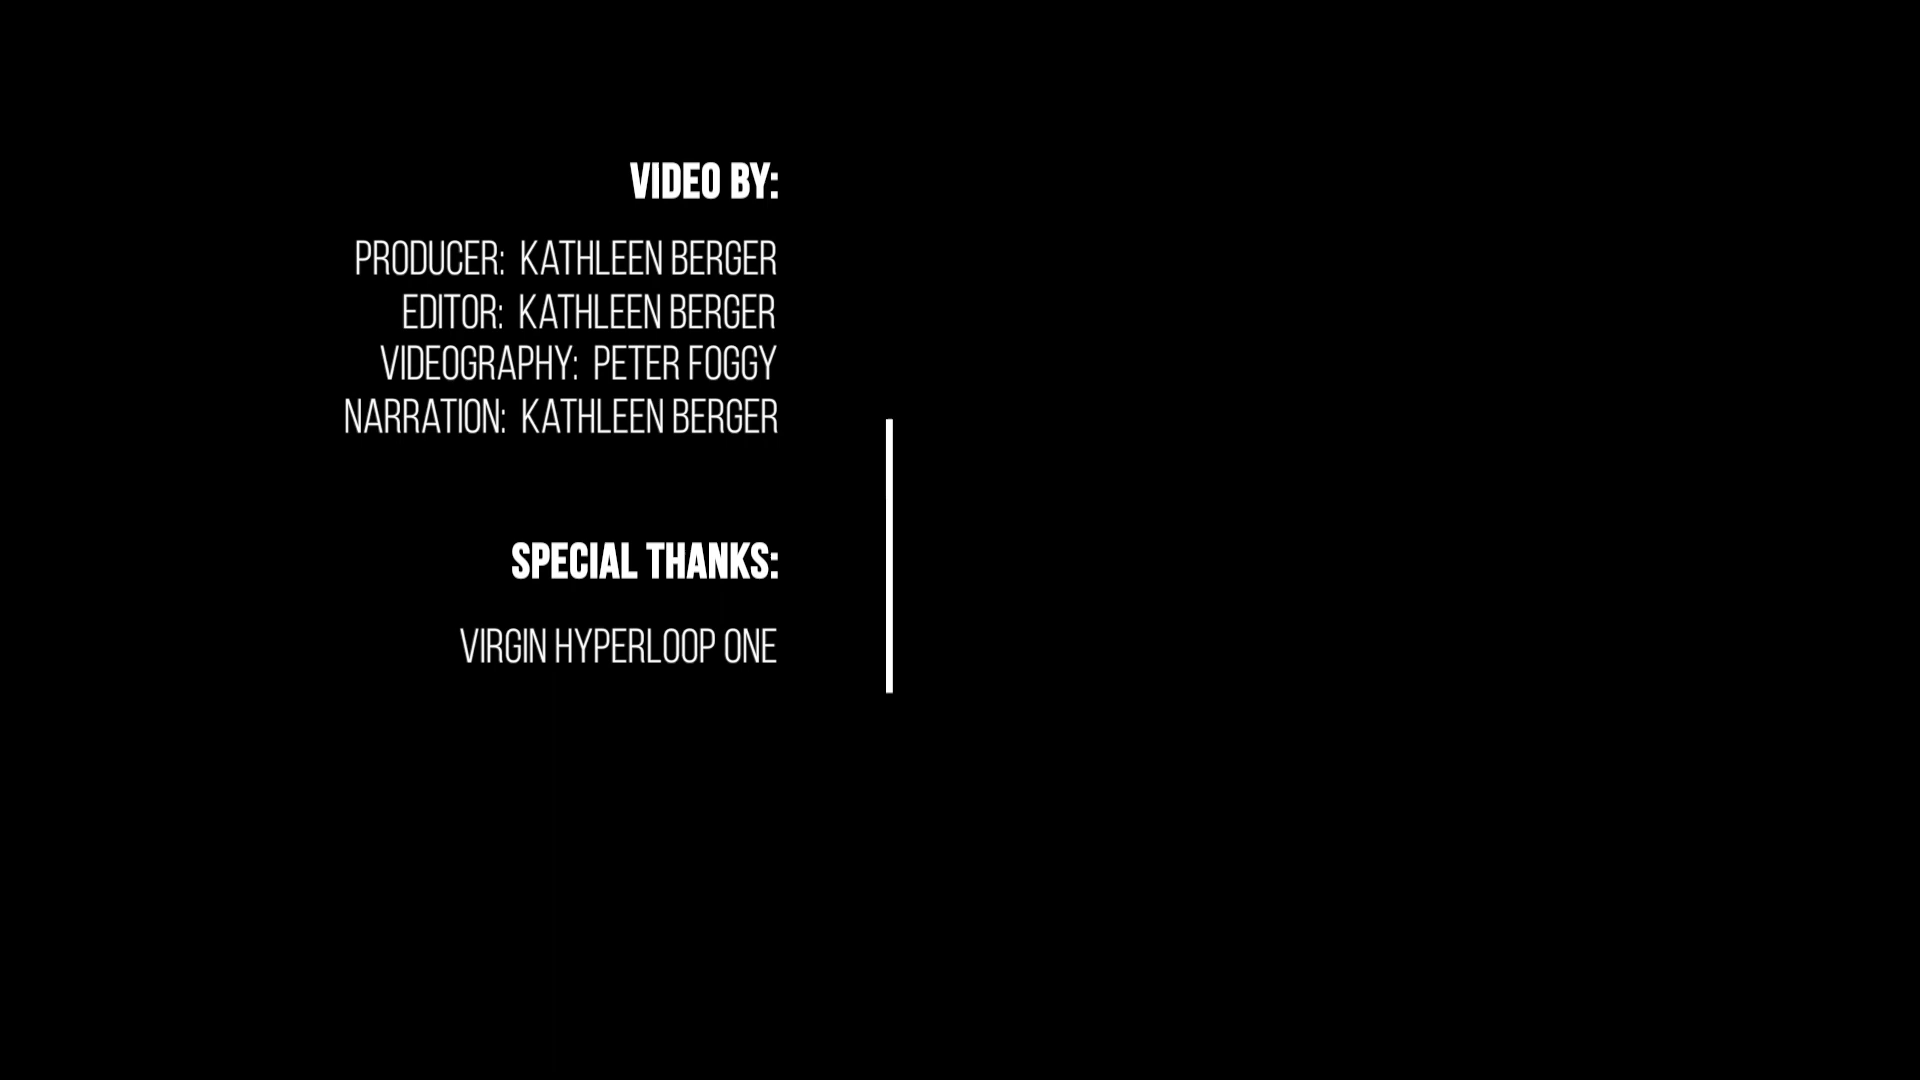 VIDEO BY:
PRODUCER: KATHLEEN BERGER
EDITOR: KATHLEEN BERGER
VIDEOGRAPHY: PETER FOGGY
NARRATION: KATHLEEN BERGER
SPECIAL THANKS:
VIRGIN HYPERLOOP ONE